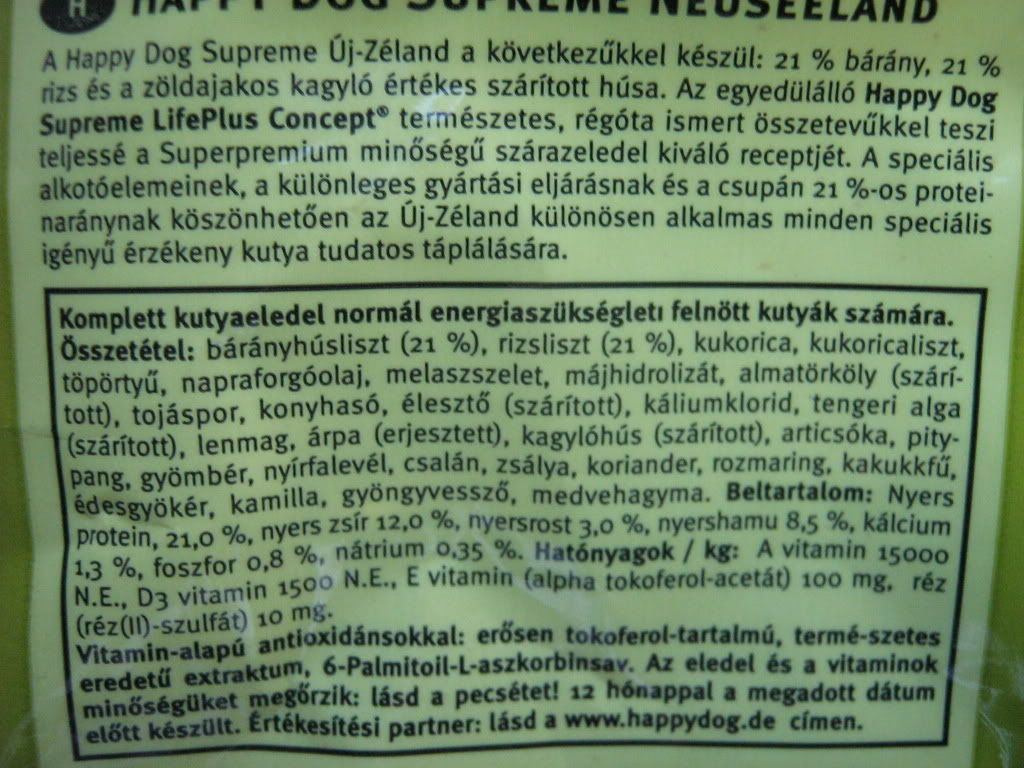 H HAPPY DOG SUPREME NEUSEELAND
A Happy Dog Supreme Új-Zéland a következűkkel készül: 21 % bárány, 21 %
rizs és a zöldajakos kagyló értékes szárított húsa. Az egyedülálló Happy Dog
Supreme LifePlus Concept® természetes, régóta ismert összetevűkkel teszi
teljessé a Superpremium minőségű szárazeledel kiváló receptjét. A speciális
alkotóelemeinek, a különleges gyártási eljárásnak és a csupán 21 %-os protei-
naránynak köszönhetően az Új-Zéland különösen alkalmas minden speciális
igényű érzékeny kutya tudatos táplálására.
Komplett kutyaeledel normál energiaszükségletı felnött kutyák számára.
Összetétel: bárányhúsliszt (21 %), rizsliszt (21 %), kukorica, kukoricaliszt,
töpörtyű, napraforgóolaj, melaszszelet, májhidrolizát, almatörköly (szárí-
tott), tojáspor, konyhasó, élesztő (szárított), káliumklorid, tengeri alga
(szárított), lenmag, árpa (erjesztett), kagylóhús (szárított), articsóka, pity-
pang, gyömbér, nyírfalevél, csalán, zsálya, koriander, rozmaring, kakukkfű,
édesgyökér, kamilla, gyöngyvessző, medvehagyma. Beltartalom: Nyers
protein, 21,0 %, nyers zsír 12,0 %, nyersrost 3,0 %, nyershamu 8,5 %, kálcium
1,3 %, foszfor 0,8 %, nátrium 0,35 %. Hatónyagok / kg: A vitamin 15000
N.E., D3 vitamin 1500 N.E., E vitamin (alpha tokoferol-acetát) 100 mg, réz
(réz(II)-szulfát) 10 mg.
Vitamin-alapú antioxidánsokkal: erősen tokoferol-tartalmú, termé-szetes
eredetű extraktum, 6-Palmitoil-L-aszkorbinsav. Az eledel és a vitaminok
minőségüket megőrzik: lásd a pecsétet! 12 hónappal a megadott dátum
előtt készült. Értékesítési partner: lásd a www.happydog.de címen.